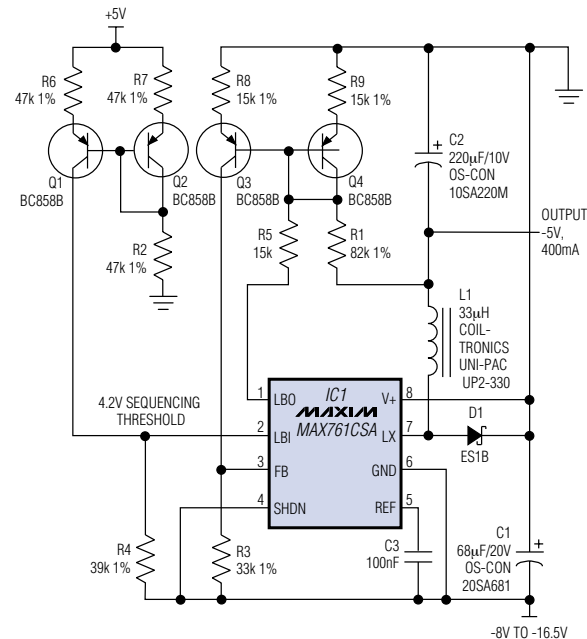 +5V
R6
47k 1%
R7
47k 1%
R8
15k 1%
R9
15k 1%
C2
220µF/10V
OS-CON
10SA220M
+
Q1
BC858B
Q2
BC858B
Q3
BC858B
Q4
BC858B
OUTPUT
-5V,
400mA
R2
47k 1%
R5
15k
R1
82k 1%
L1
33µH
COIL-
TRONICS
UNI-PAC
UP2-330
4.2V SEQUENCING
THRESHOLD
IC1
MAXIM
MAX761CSA
1 LBO
2 LBI
3 FB
4 SHDN
V+ 8
LX 7
GND 6
REF 5
D1
ES1B
R4
39k 1%
R3
33k 1%
C3
100nF
C1
68µF/20V
OS-CON
20SA681
+
-8V TO -16.5V